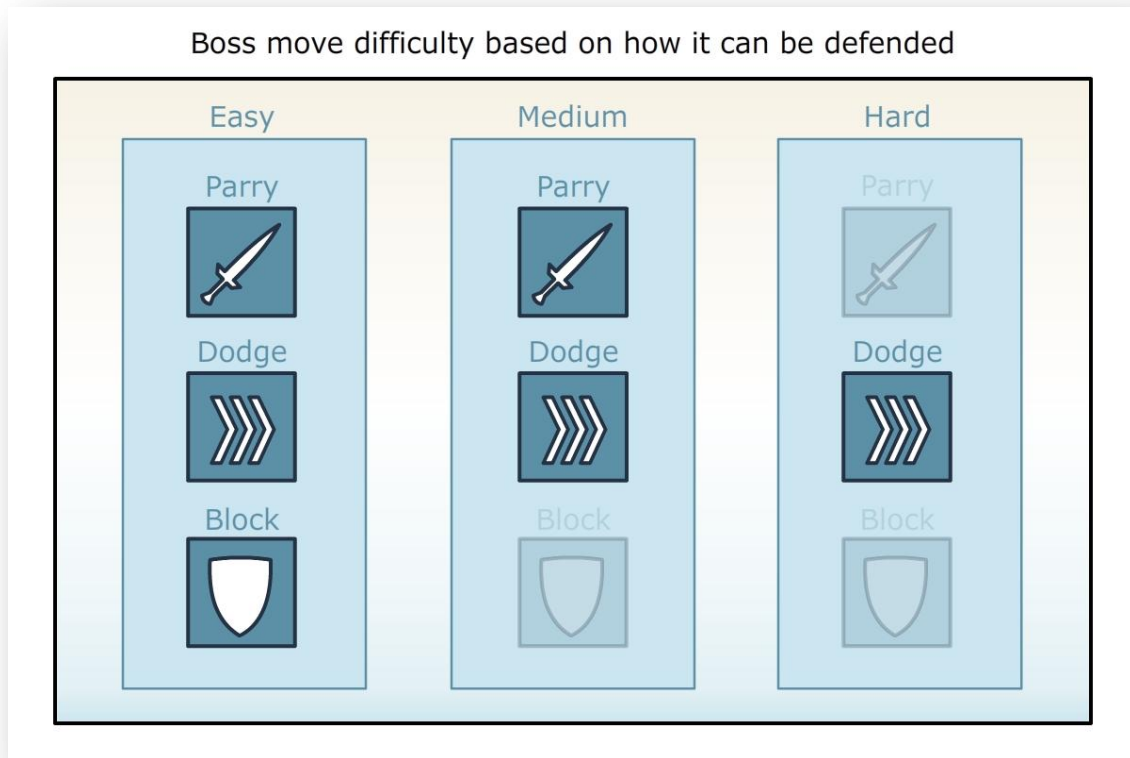 Boss move difficulty based on how it can be defended
Easy
Medium
Hard
Parry
Parry
Parry
Dodge
Dodge
Dodge
Block
Block
Block